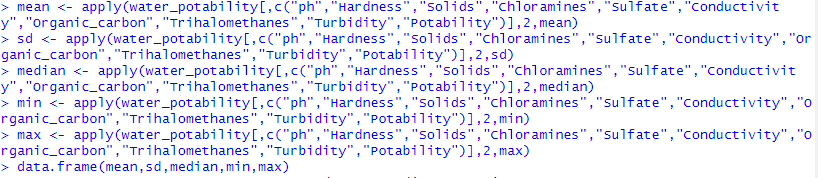 > mean <- apply(water_potability[,c("ph","Hardness","Solids","Chloramines","Sulfate","Conductivit
y","Organic_carbon","Trihalomethanes","Turbidity","Potability")],2,mean)
> sd <- apply(water_potability[,c("ph","Hardness","Solids","Chloramines","Sulfate","Conductivity","Or
ganic_carbon","Trihalomethanes","Turbidity","Potability")],2,sd)
> median <- apply(water_potability[,c("ph","Hardness","Solids","Chloramines","Sulfate","Conductivi
ty","Organic_carbon","Trihalomethanes","Turbidity","Potability")],2,median)
> min <- apply(water_potability[,c("ph","Hardness","Solids","Chloramines","Sulfate","Conductivity","O
rganic_carbon","Trihalomethanes","Turbidity","Potability")],2,min)
> max <- apply(water_potability[,c("ph","Hardness","Solids","Chloramines","Sulfate","Conductivity","O
rganic_carbon","Trihalomethanes","Turbidity","Potability")],2,max)
> data.frame(mean,sd,median,min,max)